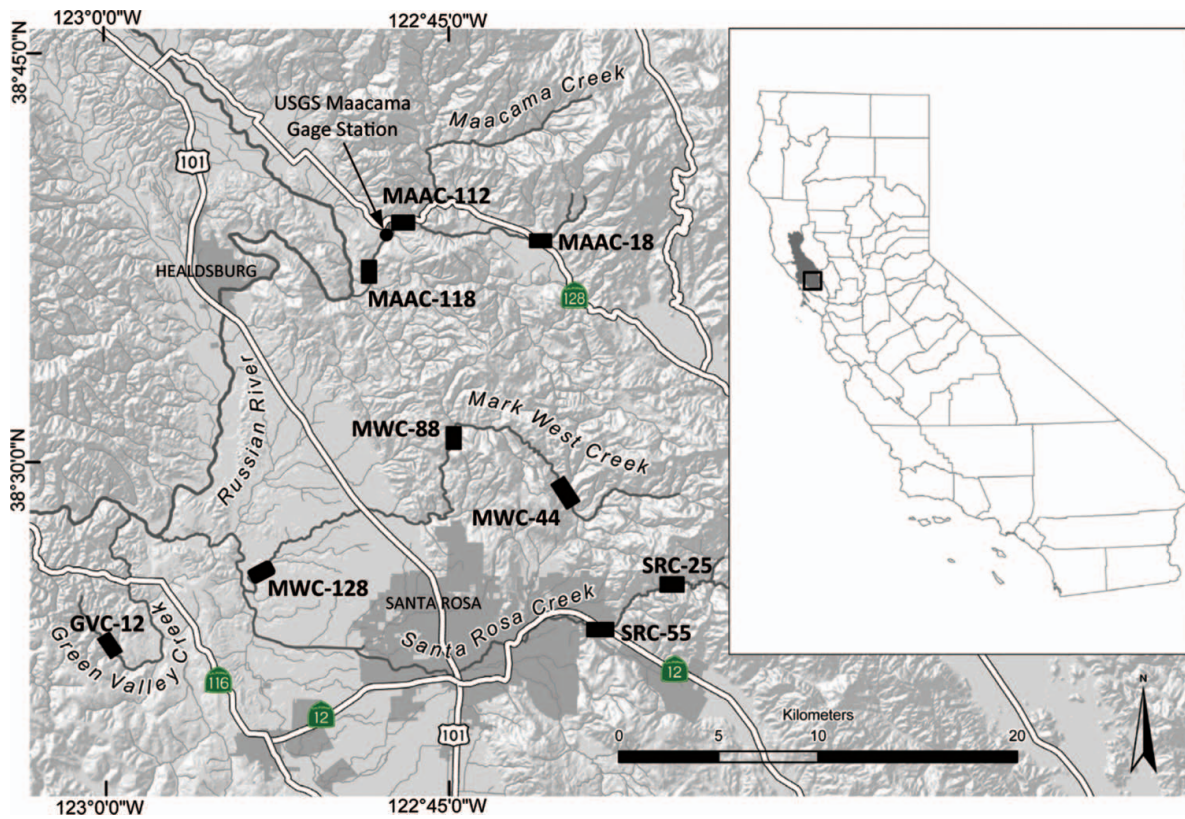 123°0'0"W
122°45'0"W
38°45'0"N
USGS Maacama
Gage Station
Maacama Creek
101
MAAC-112
MAAC-18
HEALDSBURG
MAAC-118
128
Russian River
MWC-88
Mark West Creek
38°30'0"N
MWC-44
SRC-25
MWC-128
SANTA ROSA
Santa Rosa Creek
SRC-55
GVC-12
Green Valley Creek
116
12
12
101
Kilometers
0 5 10 20
N
123°0'0"W
122°45'0"W